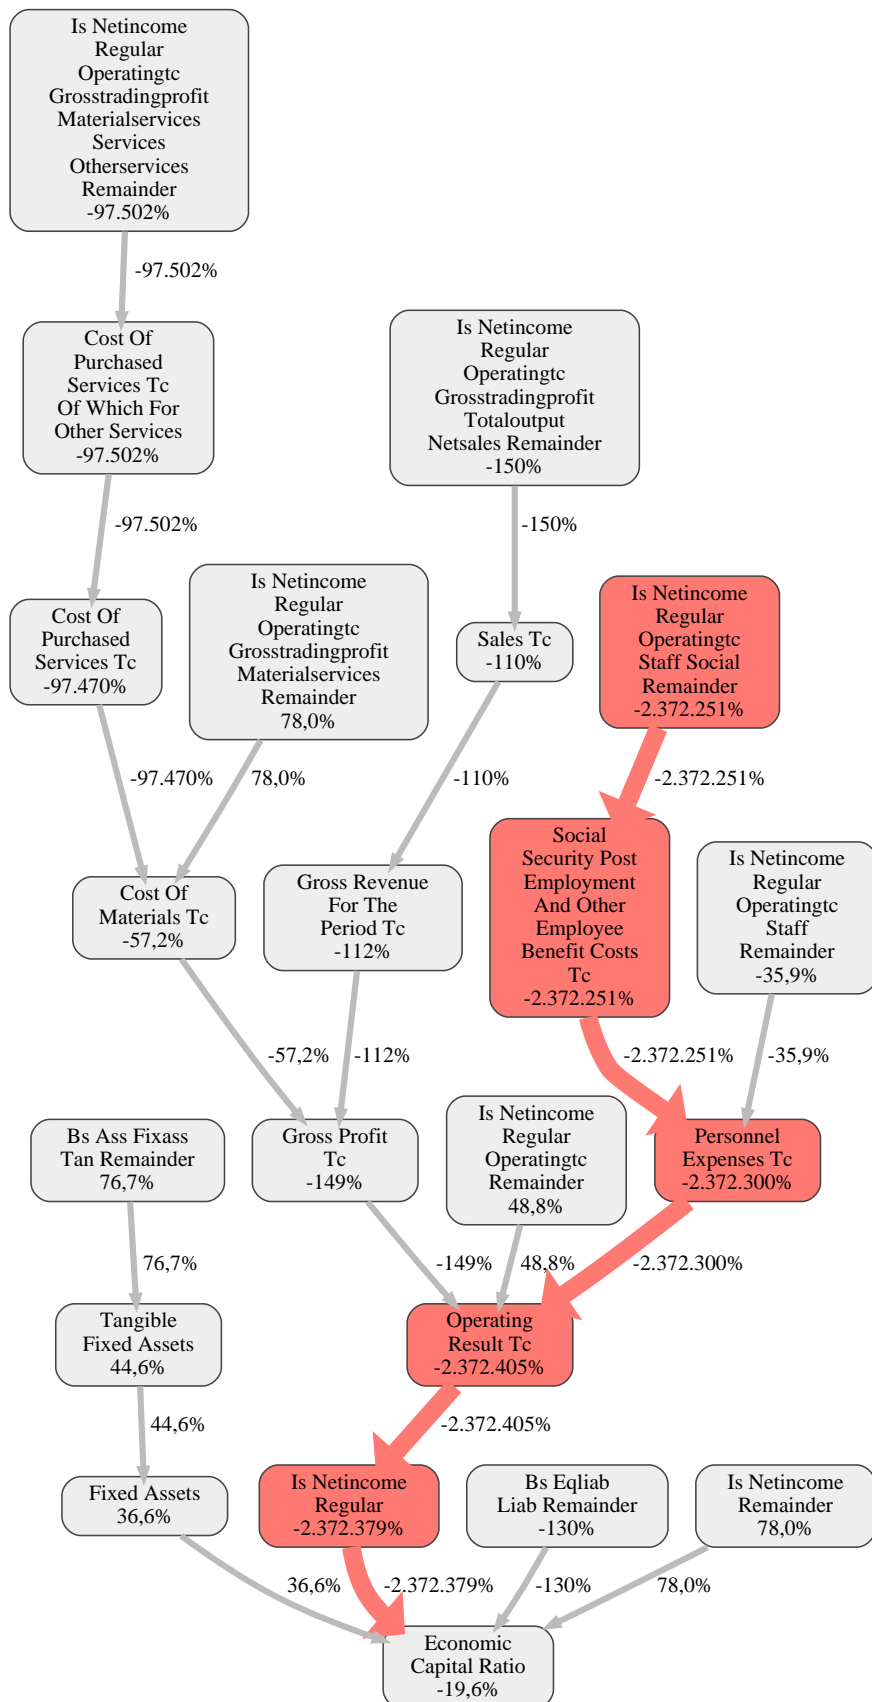 Is Netincome
Regular
Operatingtc
Grosstradingprofit
Materialservices
Services
Otherservices
Remainder
-97.502%
-97.502%
Cost Of
Purchased
Services Tc
Of Which For
Other Services
-97.502%
Is Netincome
Regular
Operatingtc
Grosstradingprofit
Totaloutput
Netsales Remainder
-150%
-97.502%
-150%
Cost Of
Purchased
Services Tc
-97.470%
Is Netincome
Regular
Operatingtc
Grosstradingprofit
Materialservices
Remainder
78,0%
Sales Tc
-110%
Is Netincome
Regular
Operatingtc
Staff Social
Remainder
-2.372.251%
-97.470%
78,0%
-110%
-2.372.251%
Cost Of
Materials Tc
-57,2%
Gross Revenue
For The
Period Tc
-112%
Social
Security Post
Employment
And Other
Employee
Benefit Costs
Tc
-2.372.251%
Is Netincome
Regular
Operatingtc
Staff
Remainder
-35,9%
-57,2%
-112%
-2.372.251%
-35,9%
Bs Ass Fixass
Tan Remainder
76,7%
Gross Profit
Tc
-149%
Is Netincome
Regular
Operatingtc
Remainder
48,8%
Personnel
Expenses Tc
-2.372.300%
76,7%
-149%
48,8%
-2.372.300%
Tangible
Fixed Assets
44,6%
Operating
Result Tc
-2.372.405%
44,6%
-2.372.405%
Fixed Assets
36,6%
Is Netincome
Regular
-2.372.379%
Bs Eqliab
Liab Remainder
-130%
Is Netincome
Remainder
78,0%
36,6%
-2.372.379%
-130%
78,0%
Economic
Capital Ratio
-19,6%